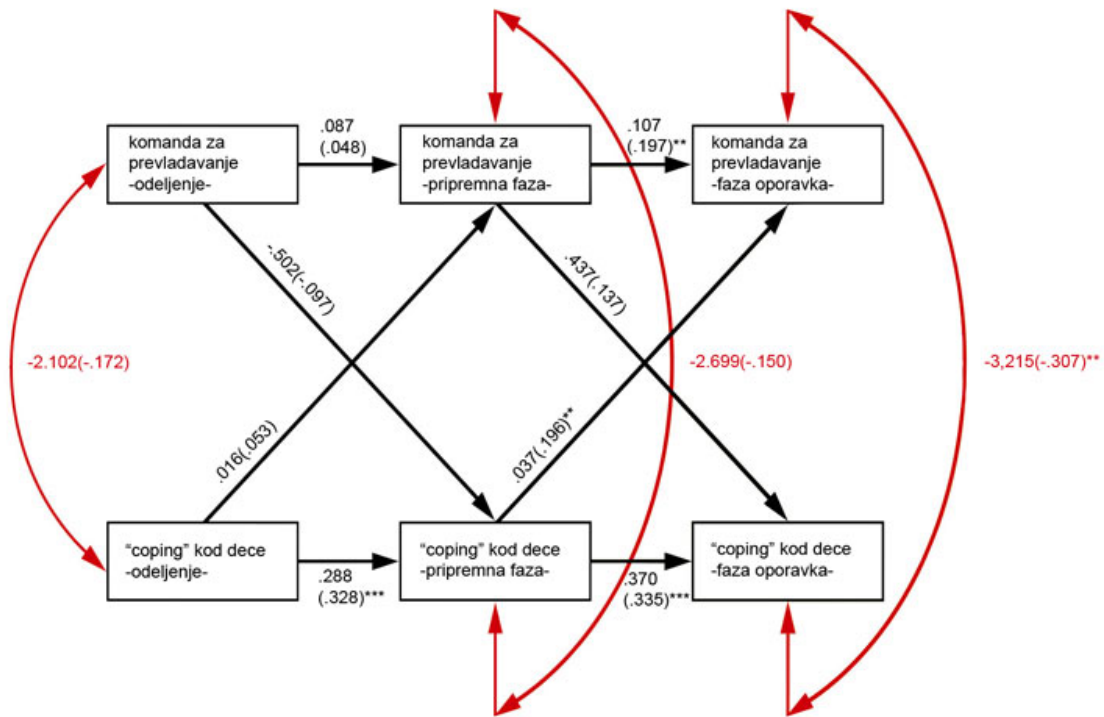 komanda za
prevladavanje
-odeljenje-
.087
(.048)
komanda za
prevladavanje
-pripremna faza-
.107
(.197)**
komanda za
prevladavanje
-faza oporavka-
-.502(-.097)
.437(.137)
-2.102(-.172)
-2.699(-.150)
-3,215(-.307)**
.016(.053)
.037(.196)**
“coping” kod dece
-odeljenje-
.288
(.328)***
“coping” kod dece
-pripremna faza-
.370
(.335)***
“coping” kod dece
-faza oporavka-